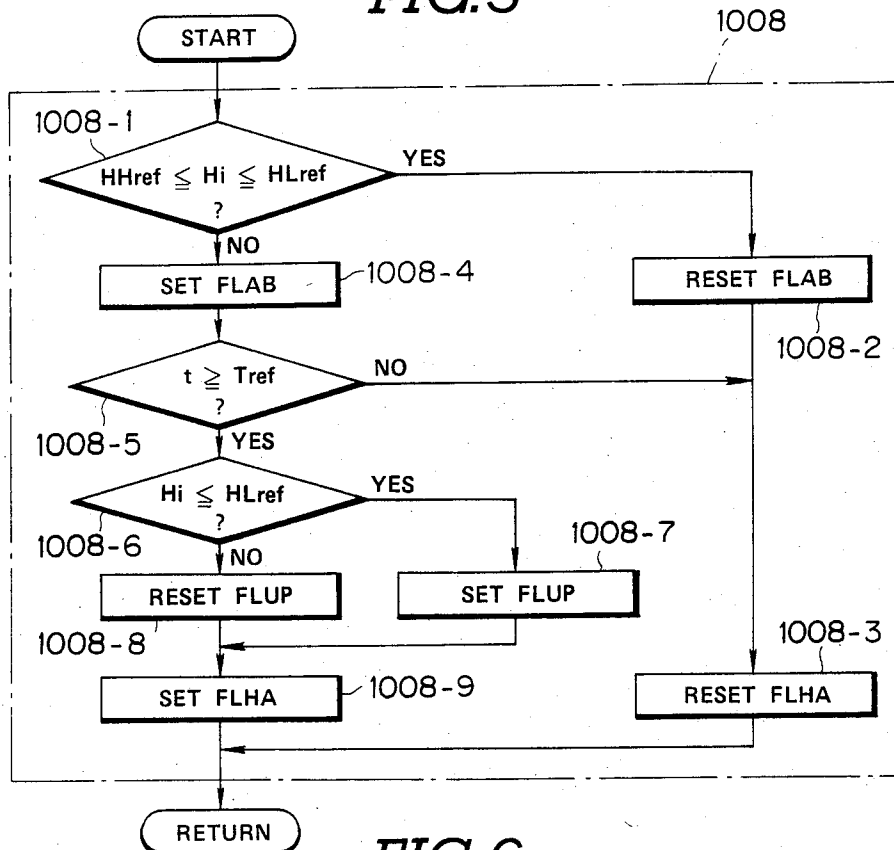 FIG.5
1008
START
1008-1
HHref ≦ Hi ≦ HLref
?
YES
NO
SET FLAB
1008-4
RESET FLAB
1008-2
t ≧ Tref
?
NO
1008-5
YES
Hi ≦ HLref
?
YES
1008-6
NO
1008-7
RESET FLUP
SET FLUP
1008-8
1008-3
SET FLHA
1008-9
RESET FLHA
RETURN